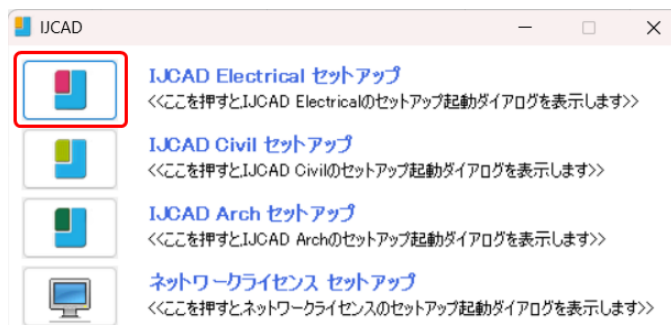 IJCAD
IJCAD Electrical セットアップ
<<ここを押すとIJCAD Electricalのセットアップ起動ダイアログを表示します>>
IJCAD Civil セットアップ
<<ここを押すとIJCAD Civilのセットアップ起動ダイアログを表示します>>
IJCAD Arch セットアップ
<<ここを押すとIJCAD Archのセットアップ起動ダイアログを表示します>>
ネットワークライセンス セットアップ
<<ここを押すとネットワークライセンスのセットアップ起動ダイアログを表示します>>